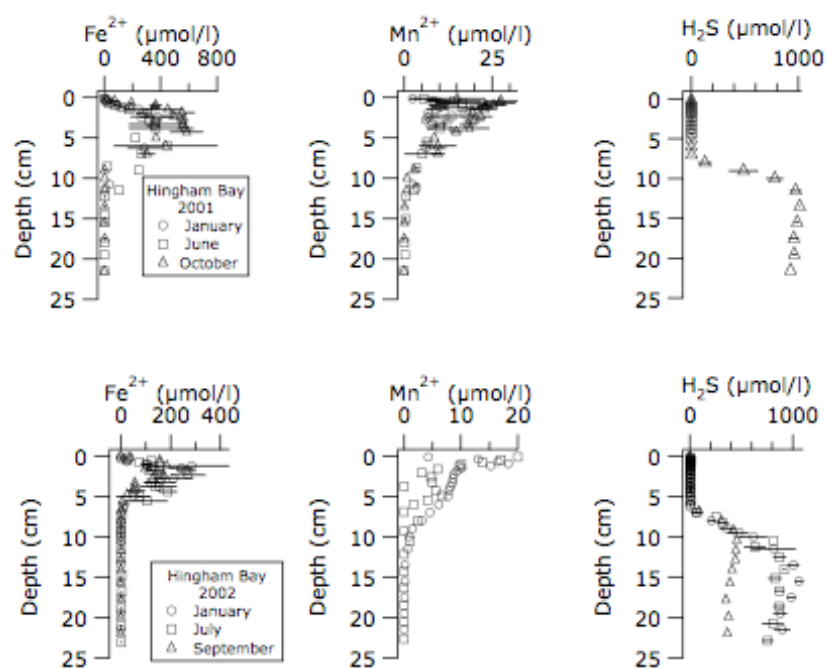 Fe2+ (µmol/l)
0 400 800
0
5
10
15
20
25
Depth (cm)
Hingham Bay
2001
January
June
October
Mn2+ (µmol/l)
0 25
0
5
10
15
20
25
Depth (cm)
H2S (µmol/l)
0 1000
0
5
10
15
20
25
Depth (cm)
Fe2+ (µmol/l)
0 200 400
0
5
10
15
20
25
Depth (cm)
Hingham Bay
2002
January
July
September
Mn2+ (µmol/l)
0 10 20
0
5
10
15
20
25
Depth (cm)
H2S (µmol/l)
0 1000
0
5
10
15
20
25
Depth (cm)